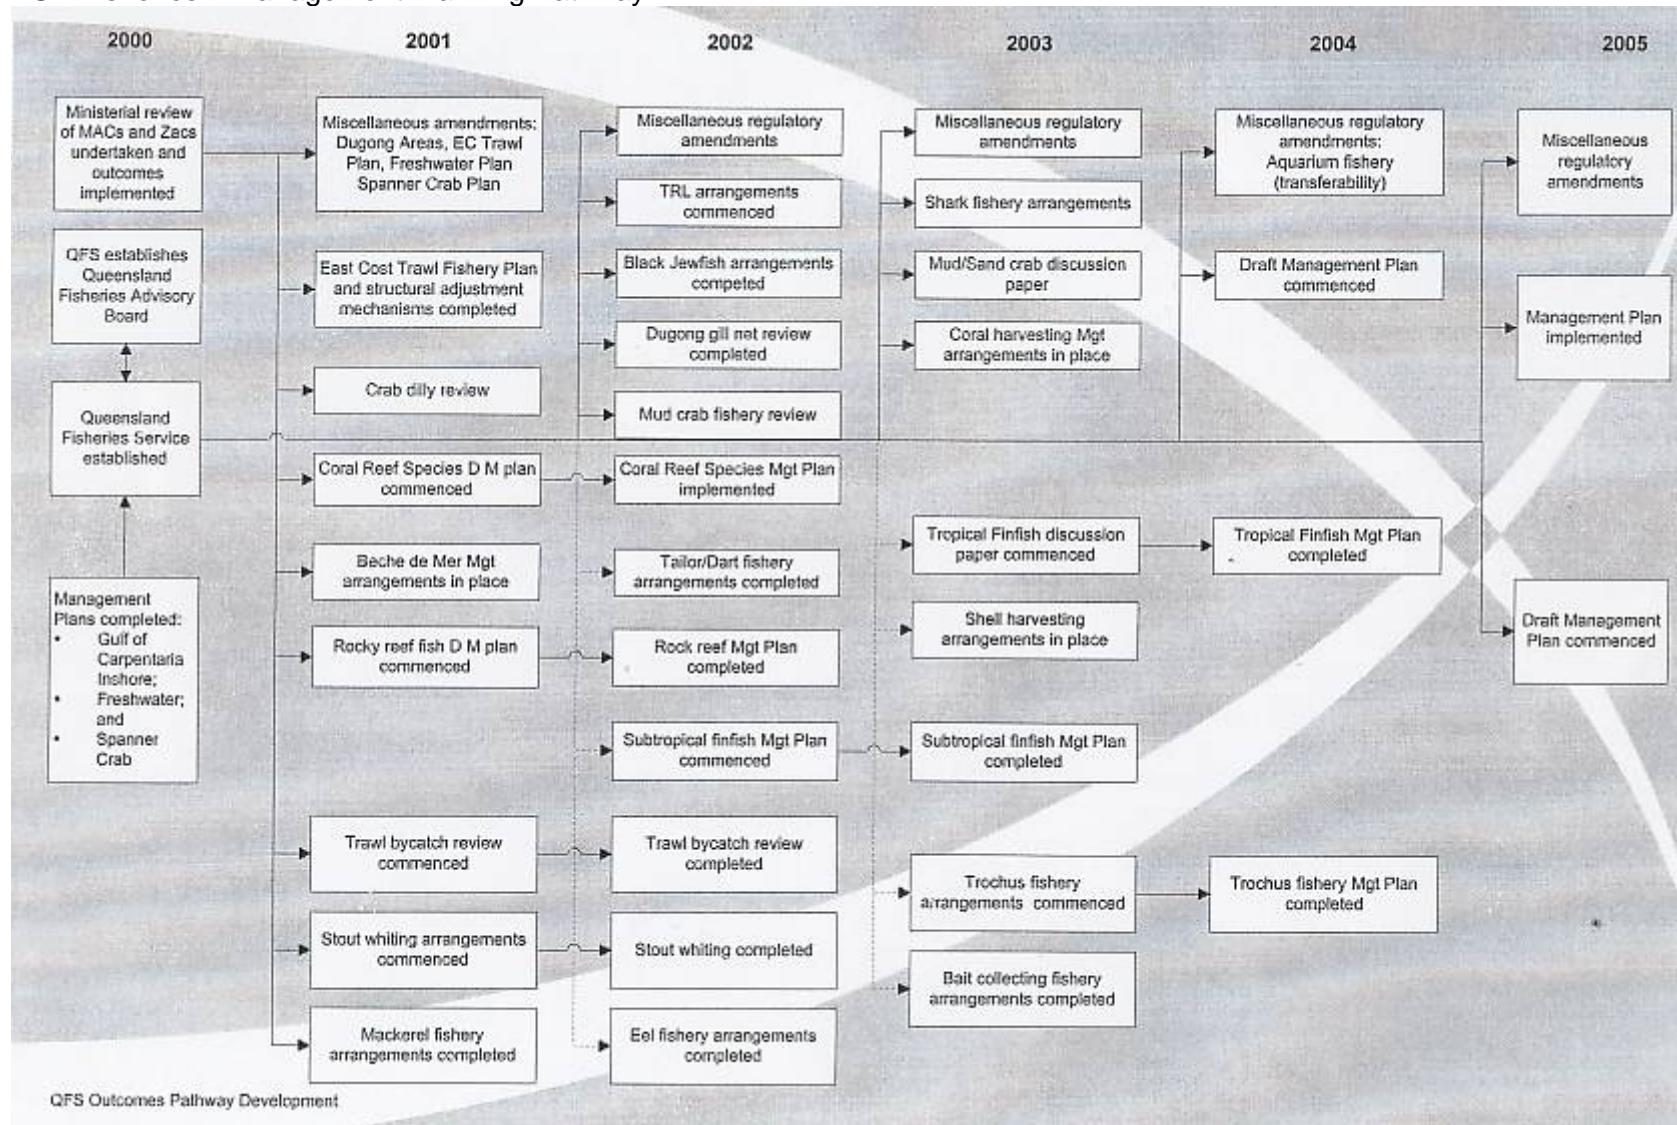 2000
2001
2002
2003
2004
2005
Ministerial review
of MACs and Zacs
undertaken and
outcomes
implemented
QFS establishes
Queensland
Fisheries Advisory
Board
Queensland
Fisheries Service
established
Management
Plans completed:
• Gulf of
Carpentaria
Inshore;
• Freshwater;
and
• Spanner
Crab
Miscellaneous amendments:
Dugong Areas, EC Trawl
Plan, Freshwater Plan
Spanner Crab Plan
East Cost Trawl Fishery Plan
and structural adjustment
mechanisms completed
Crab dilly review
Coral Reef Species D M plan
commenced
Beche de Mer Mgt
arrangements in place
Rocky reef fish D M plan
commenced
Trawl bycatch review
commenced
Stout whiting arrangements
commenced
Mackerel fishery
arrangements completed
Miscellaneous regulatory
amendments
TRL arrangements
commenced
Black Jewfish arrangements
competed
Dugong gill net review
completed
Mud crab fishery review
Coral Reef Species Mgt Plan
implemented
Tailor/Dart fishery
arrangements completed
Rock reef Mgt Plan
completed
Subtropical finfish Mgt Plan
commenced
Trawl bycatch review
completed
Stout whiting completed
Eel fishery arrangements
completed
Miscellaneous regulatory
amendments
Shark fishery arrangements
Mud/Sand crab discussion
paper
Coral harvesting Mgt
arrangements in place
Tropical Finfish discussion
paper commenced
Shell harvesting
arrangements in place
Subtropical finfish Mgt Plan
completed
Trochus fishery
arrangements commenced
Bait collecting fishery
arrangements completed
Miscellaneous regulatory
amendments:
Aquarium fishery
(transferability)
Draft Management Plan
commenced
Tropical Finfish Mgt Plan
completed
Trochus fishery Mgt Plan
completed
Miscellaneous
regulatory
amendments
Management Plan
implemented
Draft Management
Plan commenced
QFS Outcomes Pathway Development